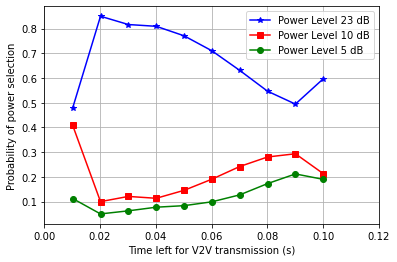 Power Level 23 dB
Power Level 10 dB
Power Level 5 dB
Probability of power selection
0.8
0.7
0.6
0.5
0.4
0.3
0.2
0.1
0.00 0.02 0.04 0.06 0.08 0.10 0.12
Time left for V2V transmission (s)